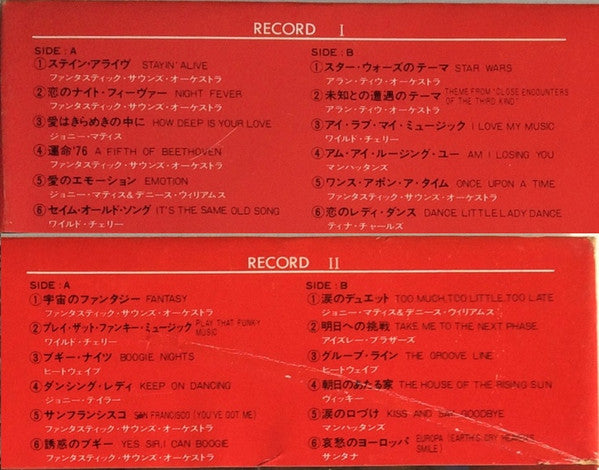 RECORD I
SIDE : A
①ステイン・アライヴ STAYIN' ALIVE
ファンタスティック・サウンズ・オーケストラ
②恋のナイト・フィーヴァー NIGHT FEVER
ファンタスティック・サウンズ・オーケストラ
③愛はきらめきの中に HOW DEEP IS YOUR LOVE
ジョニー・マティス
④運命'76 A FIFTH OF BEETHOVEN
ファンタスティック・サウンズ・オーケストラ
⑤愛のエモーション EMOTION
ジョニー・マティス&デニース・ウィリアムス
⑥セイム・オールド・ソング IT'S THE SAME OLD SONG
ワイルド・チェリー
SIDE : B
①スター・ウォーズのテーマ STAR WARS
アラン・ティウ・オーケストラ
②未知との遭遇のテーマ THEME FROM "CLOSE ENCOUNTERS
OF THE THIRD KIND"
アラン・ティウ・オーケストラ
③アイ・ラブ・マイ・ミュージック I LOVE MY MUSIC
ワイルド・チェリー
④アム・アイ・ルージング・ユー AM I LOSING YOU
マンハッタンズ
⑤ワンス・アポン・ア・タイム ONCE UPON A TIME
ファンタスティック・サウンズ・オーケストラ
⑥恋のレディ・ダンス DANCE LITTLE LADY DANCE
ティナ・チャールズ
RECORD II
SIDE : A
①宇宙のファンタジー FANTASY
ファンタスティック・サウンズ・オーケストラ
②プレイ・ザット・ファンキー・ミュージック PLAY THAT FUNKY
MUSIC
ワイルド・チェリー
③ブギー・ナイツ BOOGIE NIGHTS
ヒートウェイブ
④ダンシング・レディ KEEP ON DANCING
ジョニー・テイラー
⑤サンフランシスコ SAN FRANCISCO (YOU'VE GOT ME)
ファンタスティック・サウンズ・オーケストラ
⑥誘惑のブギー YES SIR, I CAN BOOGIE
ファンタスティック・サウンズ・オーケストラ
SIDE : B
①涙のデュエット TOO MUCH, TOO LITTLE, TOO LATE
ジョニー・マティス&デニース・ウィリアムス
②明日への挑戦 TAKE ME TO THE NEXT PHASE
アイズレー・ブラザーズ
③グルーブ・ライン THE GROOVE LINE
ヒートウェイブ
④朝日のあたる家 THE HOUSE OF THE RISING SUN
ヴィッキー
⑤涙の口づけ KISS AND SAY GOODBYE
マンハッタンズ
⑥哀愁のヨーロッパ EUROPA (EARTH'S CRY HEAVEN'S
SMILE)
サンタナ